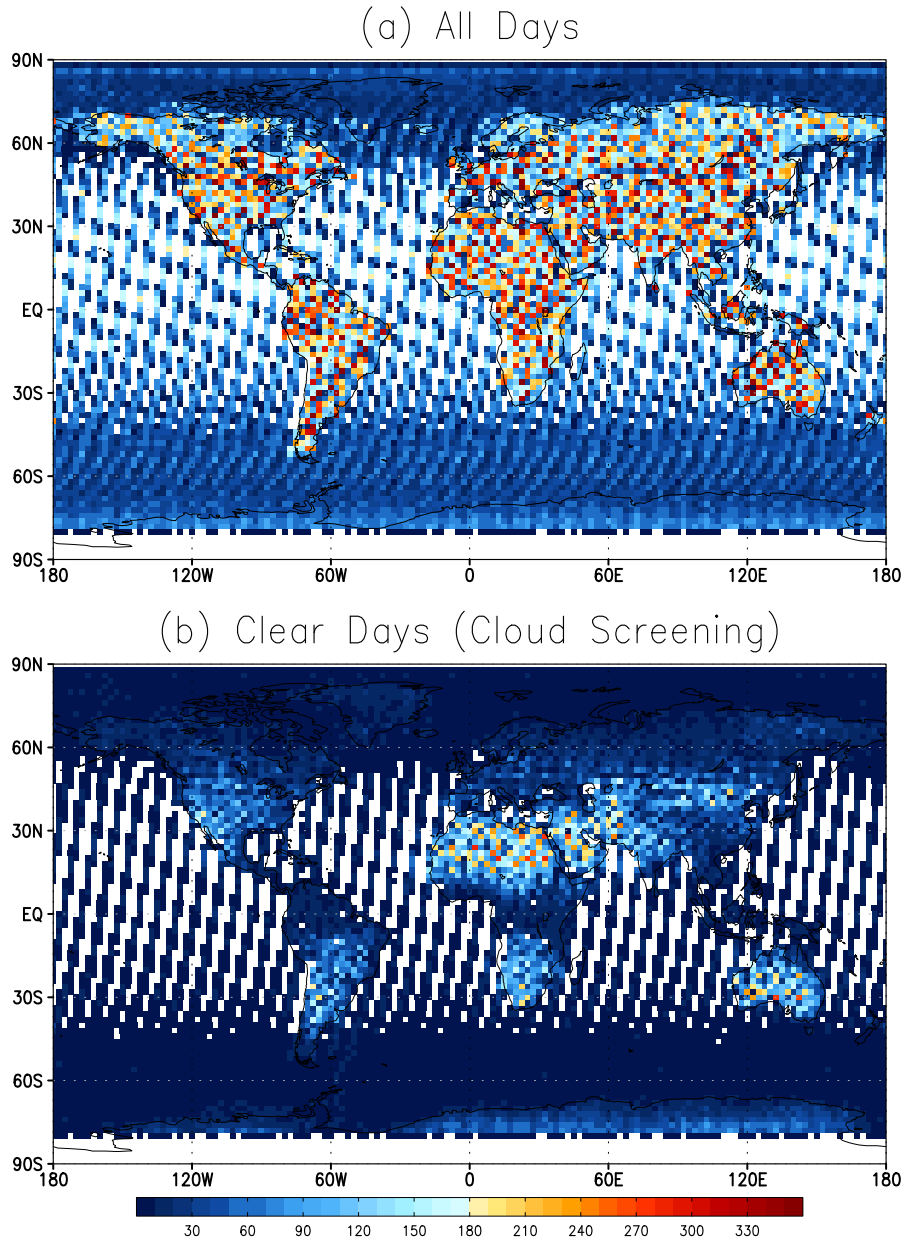 (a) All Days
90N
60N
30N
EQ
30S
60S
90S
180 120W 60W 0 60E 120E 180
(b) Clear Days (Cloud Screening)
90N
60N
30N
EQ
30S
60S
90S
180 120W 60W 0 60E 120E 180
30 60 90 120 150 180 210 240 270 300 330